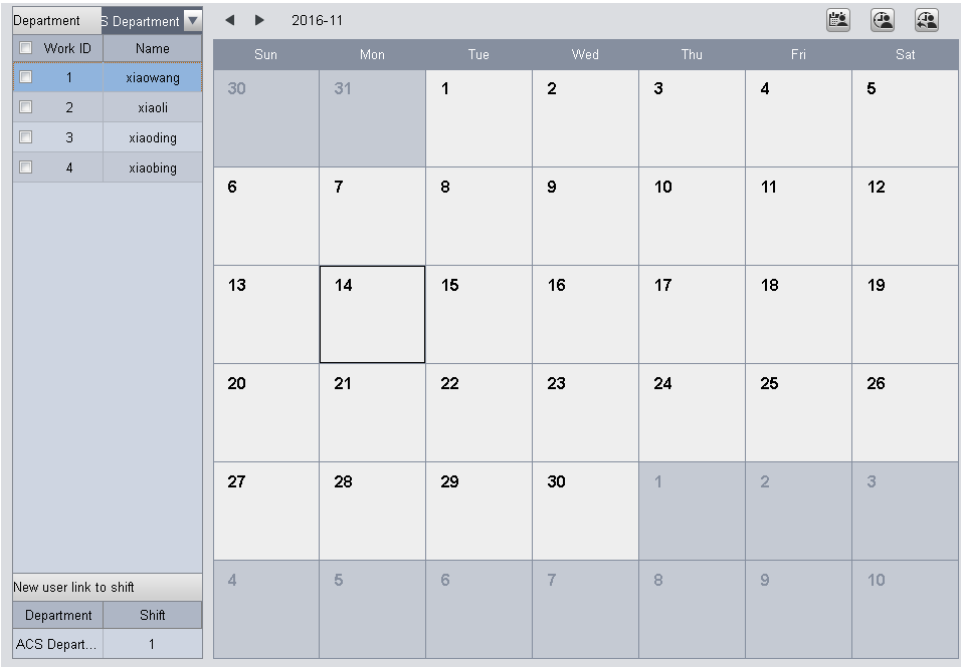 Department S Department
Work ID Name
1 xiaowang
2 xiaoli
3 xiaoding
4 xiaobing
New user link to shift
Department Shift
ACS Depart... 1
2016-11
Sun Mon Tue Wed Thu Fri Sat
30 31 1 2 3 4 5
6 7 8 9 10 11 12
13 14 15 16 17 18 19
20 21 22 23 24 25 26
27 28 29 30 1 2 3
4 5 6 7 8 9 10